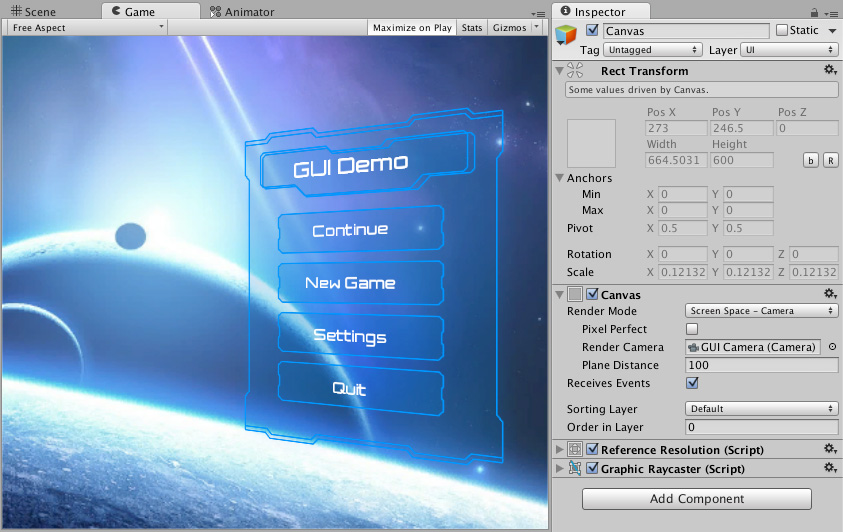 Scene
Game
Animator
Free Aspect
Maximize on Play
Stats
Gizmos
GUI Demo
Continue
New Game
Settings
Quit
Inspector
Canvas
Static
Tag Untagged Layer UI
Rect Transform
Some values driven by Canvas.
Pos X Pos Y Pos Z
273 246.5 0
Width Height
664.5031 600
b R
Anchors
Min X 0 Y 0
Max X 0 Y 0
Pivot X 0.5 Y 0.5
Rotation X 0 Y 0 Z 0
Scale X 0.12132 Y 0.12132 Z 0.12132
Canvas
Render Mode Screen Space - Camera
Pixel Perfect
Render Camera GUI Camera (Camera)
Plane Distance 100
Receives Events
Sorting Layer Default
Order in Layer 0
Reference Resolution (Script)
Graphic Raycaster (Script)
Add Component